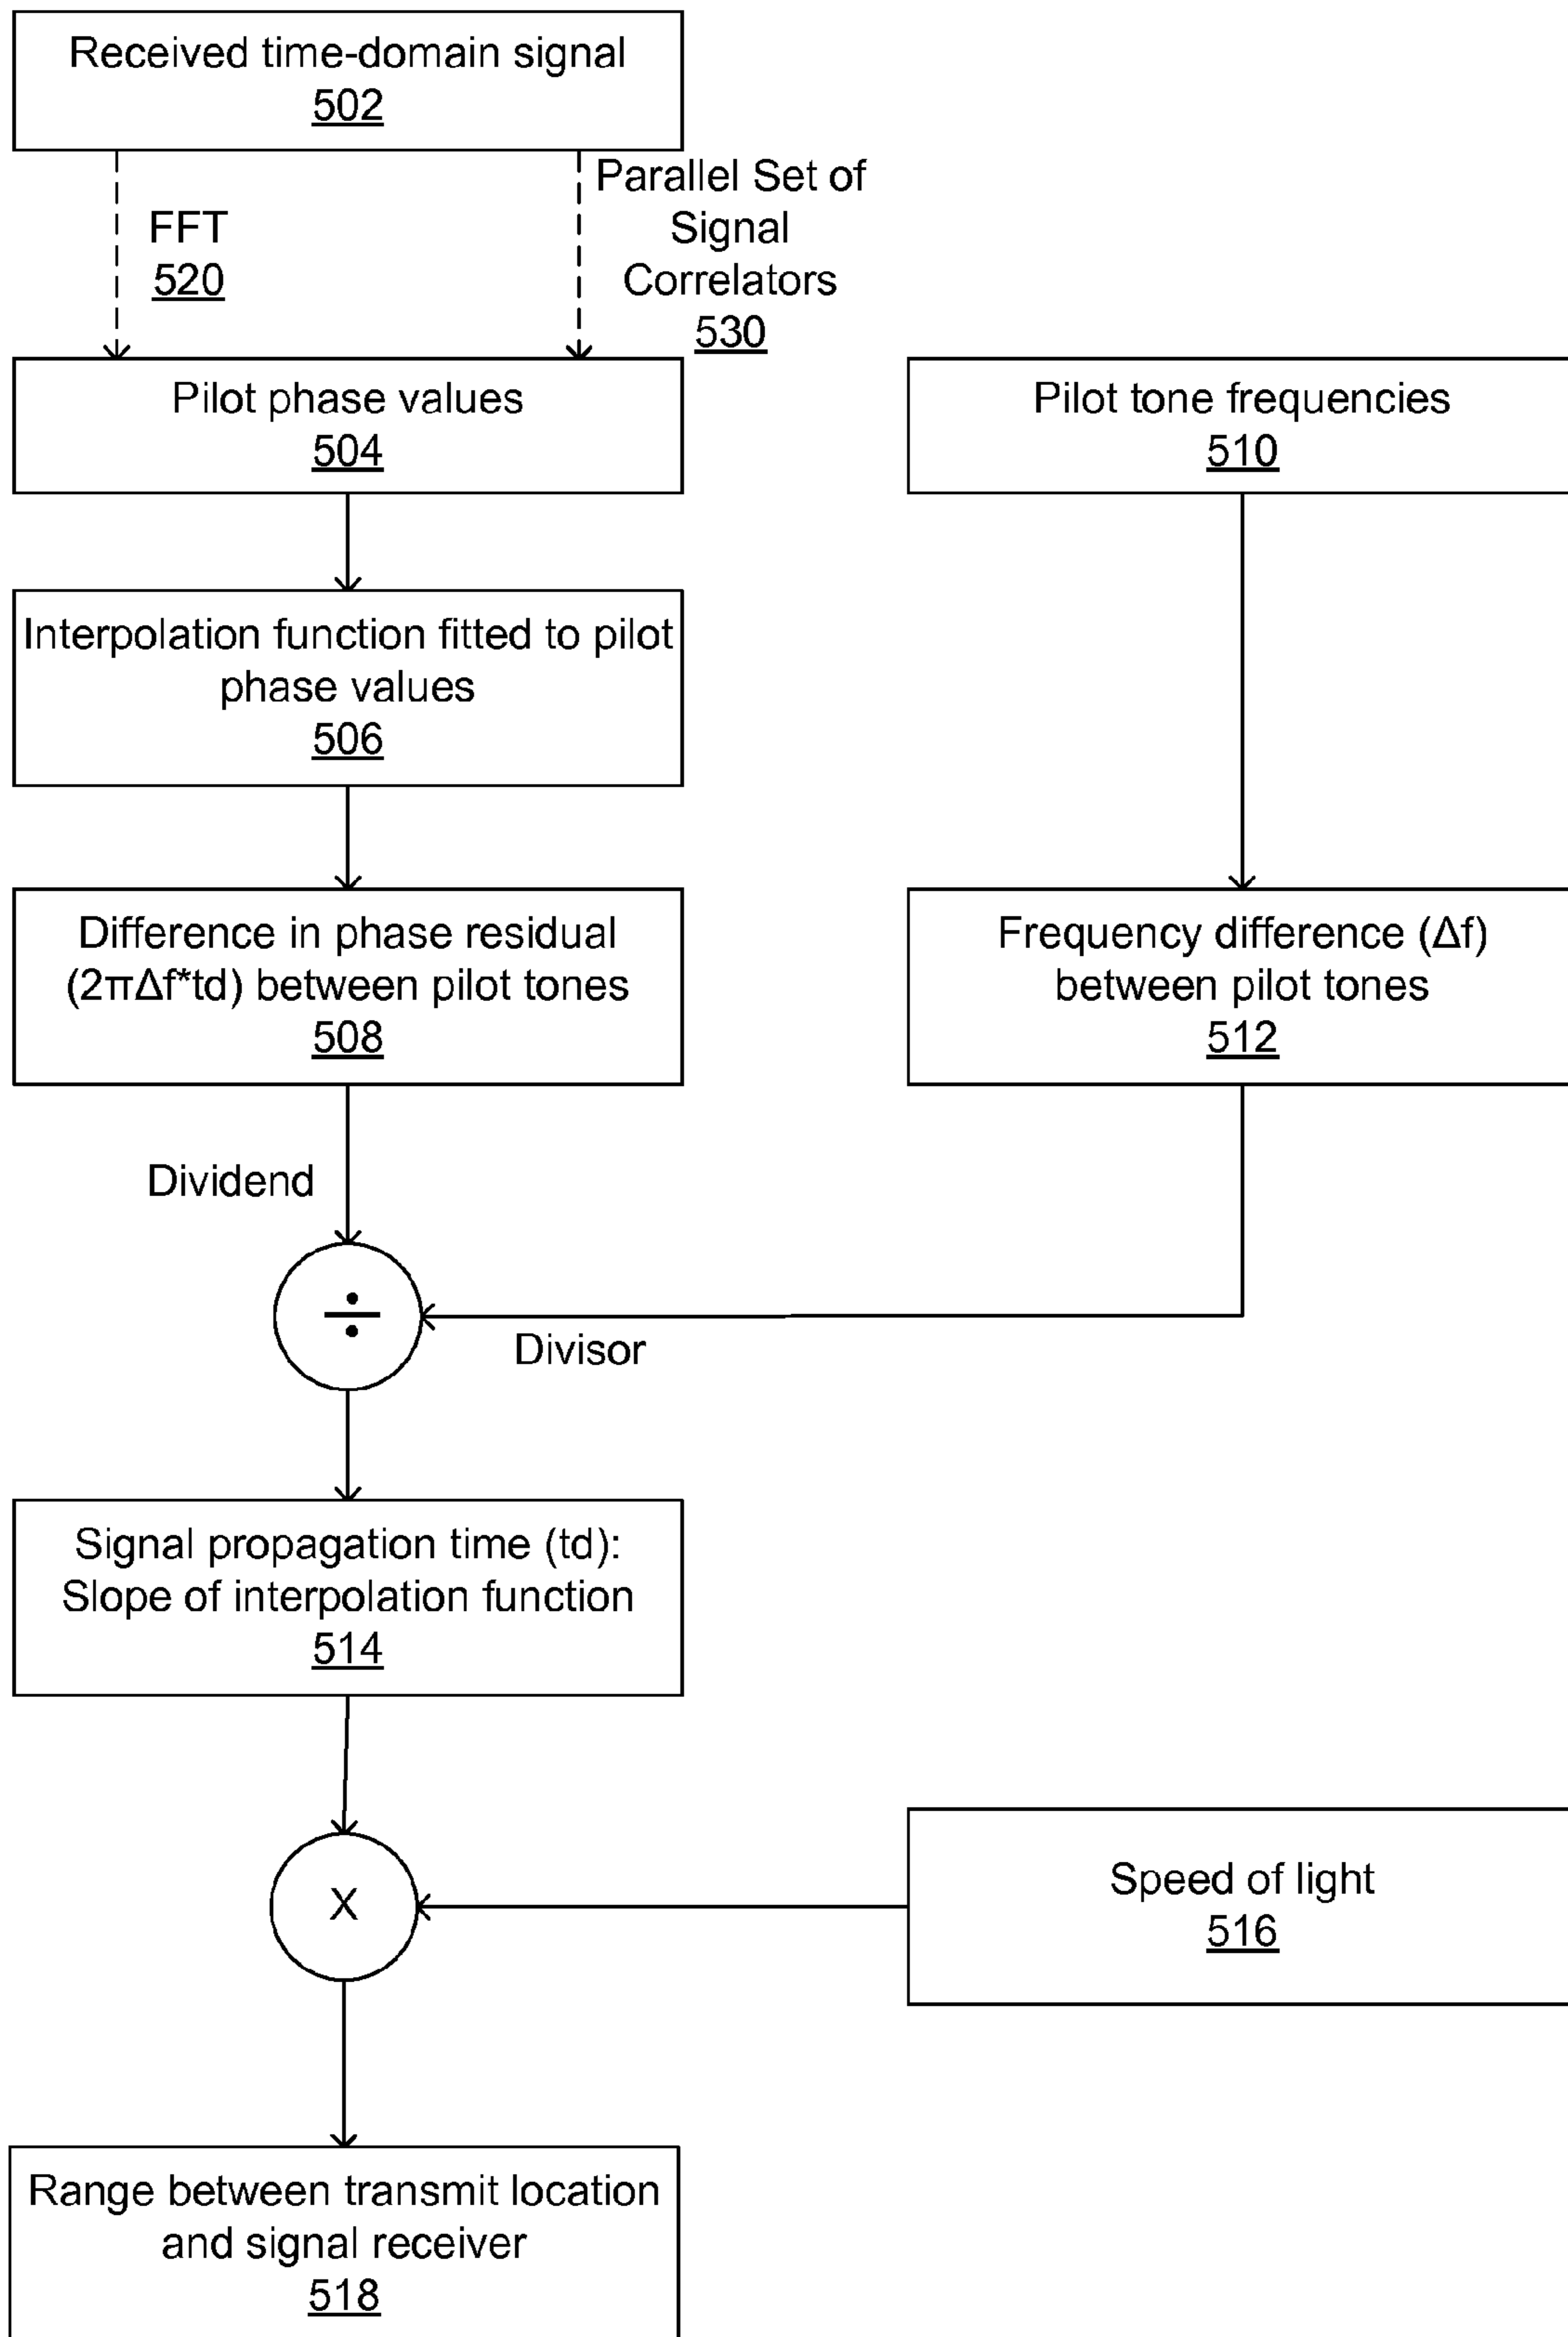 Received time-domain signal
502
FFT
520
Parallel Set of
Signal
Correlators
530
Pilot phase values
504
Pilot tone frequencies
510
Interpolation function fitted to pilot
phase values
506
Difference in phase residual
(2πΔf*td) between pilot tones
508
Frequency difference (Δf)
between pilot tones
512
Dividend
÷
Divisor
Signal propagation time (td):
Slope of interpolation function
514
X
Speed of light
516
Range between transmit location
and signal receiver
518